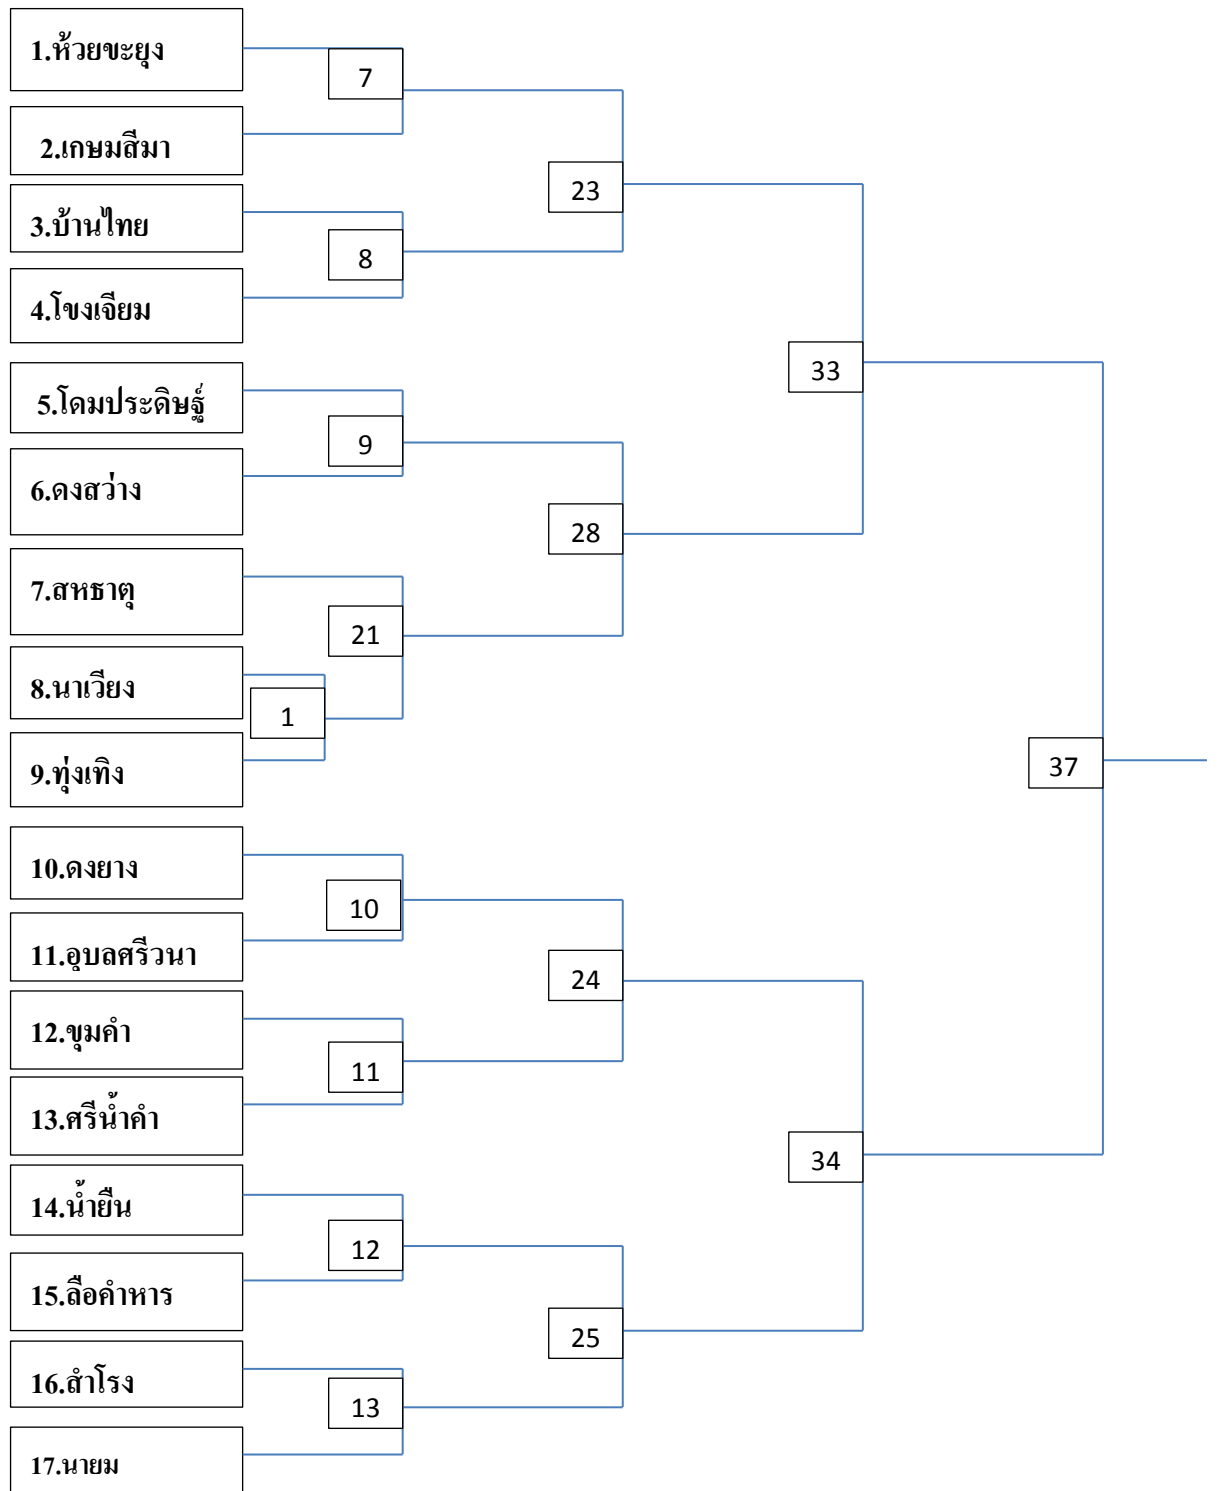 1.ห้วยขะยุง
7
2.เกษมสีมา
23
3.บ้านไทย
8
4.โขงเจียม
33
5.โดมประดิษฐ์
9
6.ดงสว่าง
28
7.สหธาตุ
21
8.นาเวียง
1
9.ทุ่งเทิง
37
10.ดงยาง
10
11.อุบลศรีวนา
24
12.ขุมคำ
11
13.ศรีน้ำคำ
34
14.น้ำยืน
12
15.ลือคำหาร
25
16.สำโรง
13
17.นายม